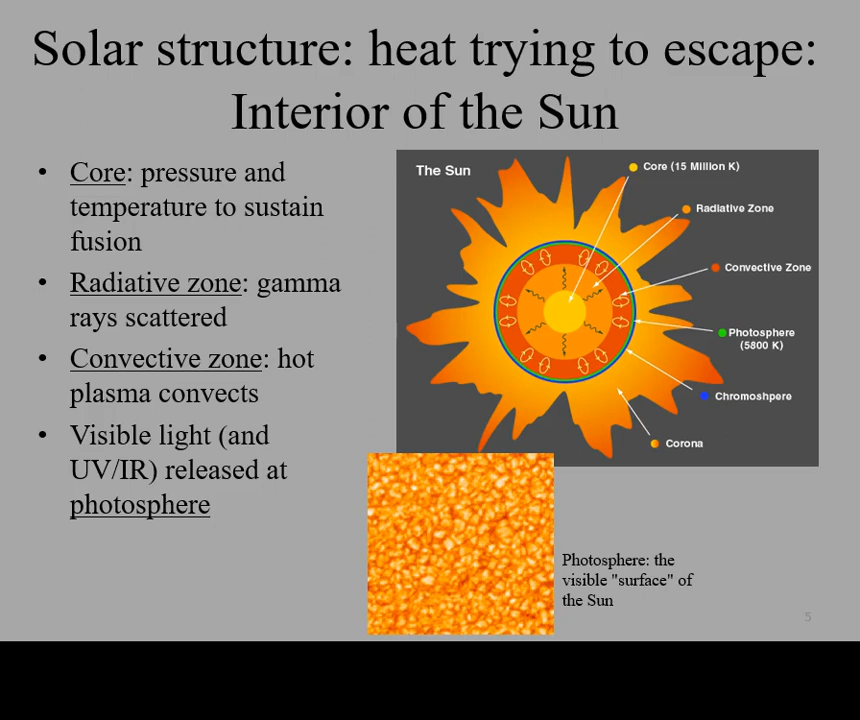 Solar structure: heat trying to escape:
Interior of the Sun
• Core: pressure and
temperature to sustain
fusion
• Radiative zone: gamma
rays scattered
• Convective zone: hot
plasma convects
• Visible light (and
UV/IR) released at
photosphere
The Sun
Core (15 Million K)
Radiative Zone
Convective Zone
Photosphere
(5800 K)
Chromoshpere
Corona
Photosphere: the
visible "surface" of
the Sun
5